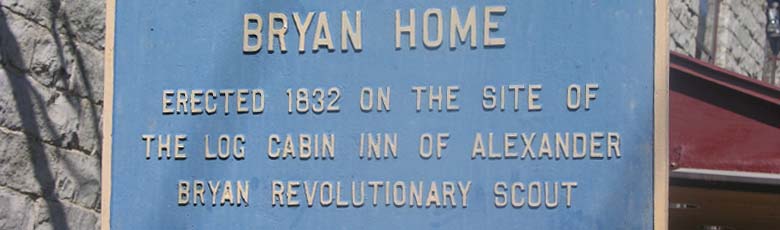 BRYAN HOME
ERECTED 1832 ON THE SITE OF
THE LOG CABIN INN OF ALEXANDER
BRYAN REVOLUTIONARY SCOUT